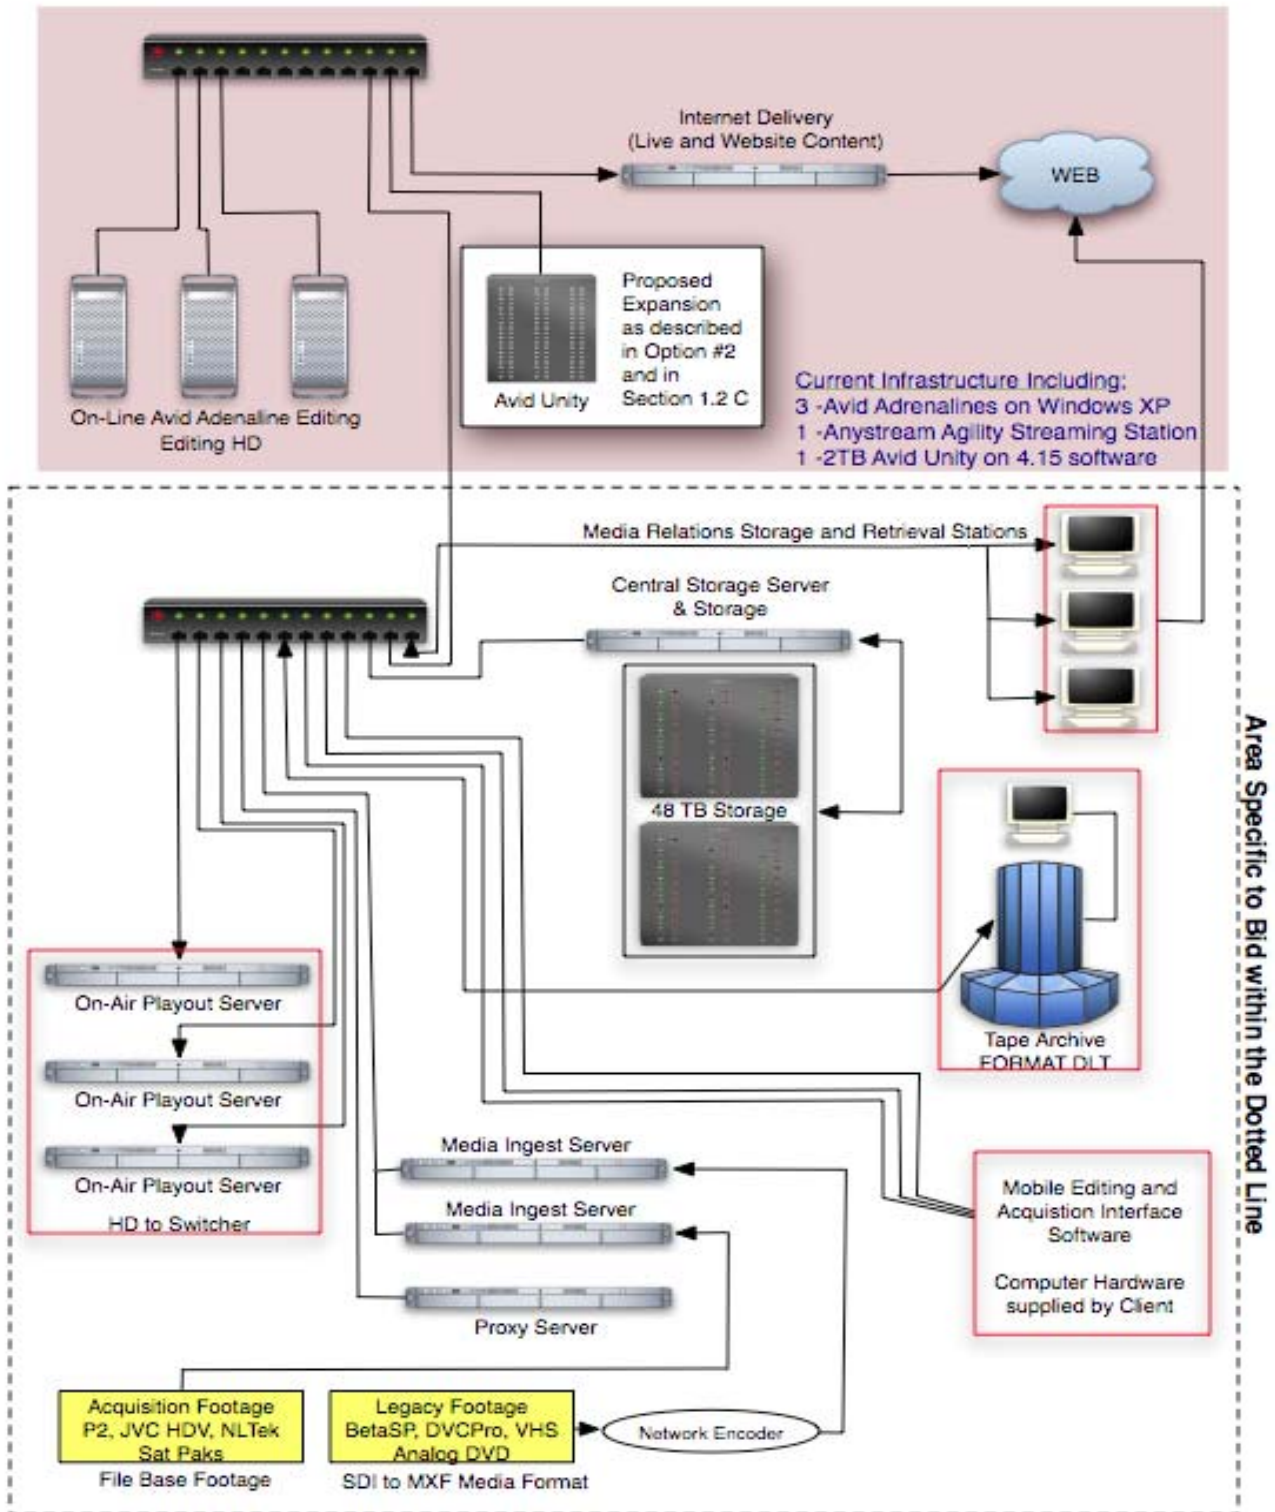 Internet Delivery
(Live and Website Content)
WEB
Proposed
Expansion
as described
in Option #2
and in
Section 1.2 C
Avid Unity
On-Line Avid Adenaline Editing
Editing HD
Current Infrastructure Including:
3 -Avid Adrenalines on Windows XP
1 -Anystream Agility Streaming Station
1 -2TB Avid Unity on 4.15 software
Media Relations Storage and Retrieval Stations
Central Storage Server
& Storage
48 TB Storage
Area Specific to Bid within the Dotted Line
On-Air Playout Server
On-Air Playout Server
On-Air Playout Server
HD to Switcher
Tape Archive
FORMAT DLT
Media Ingest Server
Media Ingest Server
Proxy Server
Mobile Editing and
Acquistion Interface
Software
Computer Hardware
supplied by Client
Acquisition Footage
P2, JVC HDV, NLTek
Sat Paks
File Base Footage
Legacy Footage
BetaSP, DVCPro, VHS
Analog DVD
SDI to MXF Media Format
Network Encoder